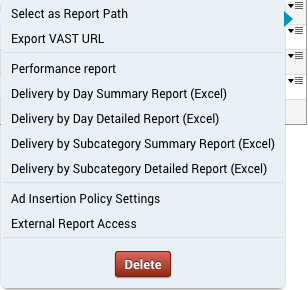 Select as Report Path
Export VAST URL
Performance report
Delivery by Day Summary Report (Excel)
Delivery by Day Detailed Report (Excel)
Delivery by Subcategory Summary Report (Excel)
Delivery by Subcategory Detailed Report (Excel)
Ad Insertion Policy Settings
External Report Access
Delete